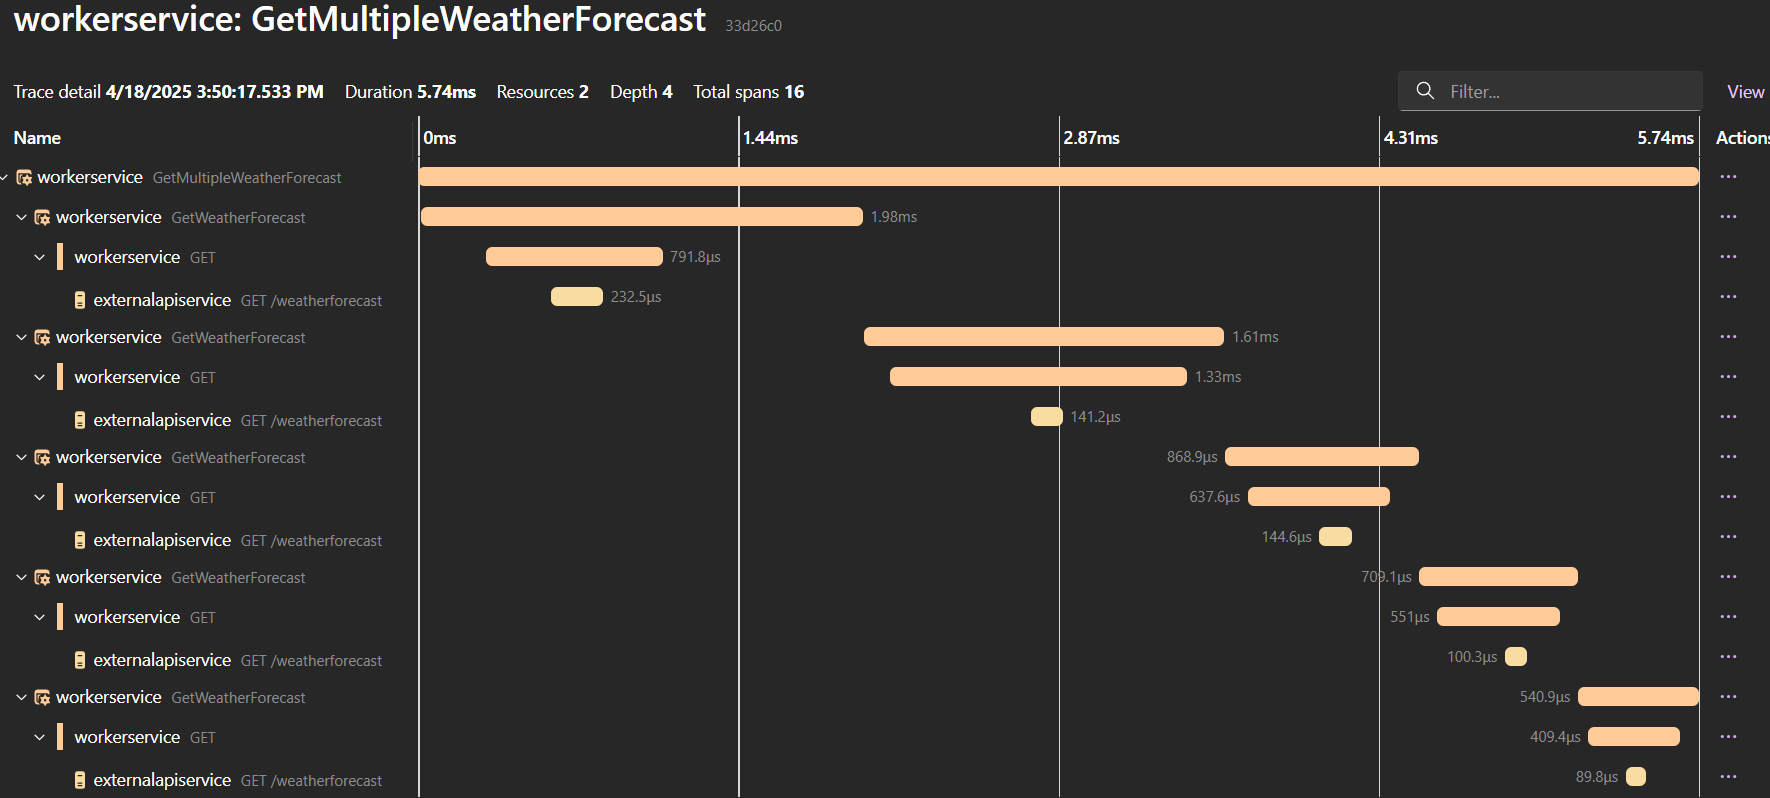 workerservice: GetMultipleWeatherForecast 33d26c0
Trace detail 4/18/2025 3:50:17.533 PM Duration 5.74ms Resources 2 Depth 4 Total spans 16 Filter... View
Name 0ms 1.44ms 2.87ms 4.31ms 5.74ms Actions
workerservice GetMultipleWeatherForecast
workerservice GetWeatherForecast 1.98ms
workerservice GET 791.8µs
externalapiservice GET /weatherforecast 232.5µs
workerservice GetWeatherForecast 1.61ms
workerservice GET 1.33ms
externalapiservice GET /weatherforecast 141.2µs
workerservice GetWeatherForecast 868.9µs
workerservice GET 637.6µs
externalapiservice GET /weatherforecast 144.6µs
workerservice GetWeatherForecast 709.1µs
workerservice GET 551µs
externalapiservice GET /weatherforecast 100.3µs
workerservice GetWeatherForecast 540.9µs
workerservice GET 409.4µs
externalapiservice GET /weatherforecast 89.8µs